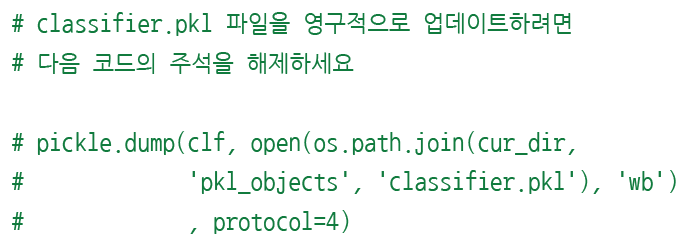 # classifier.pkl 파일을 영구적으로 업데이트하려면
# 다음 코드의 주석을 해제하세요
# pickle.dump(clf, open(os.path.join(cur_dir,
#            'pkl_objects', 'classifier.pkl'), 'wb')
#            , protocol=4)